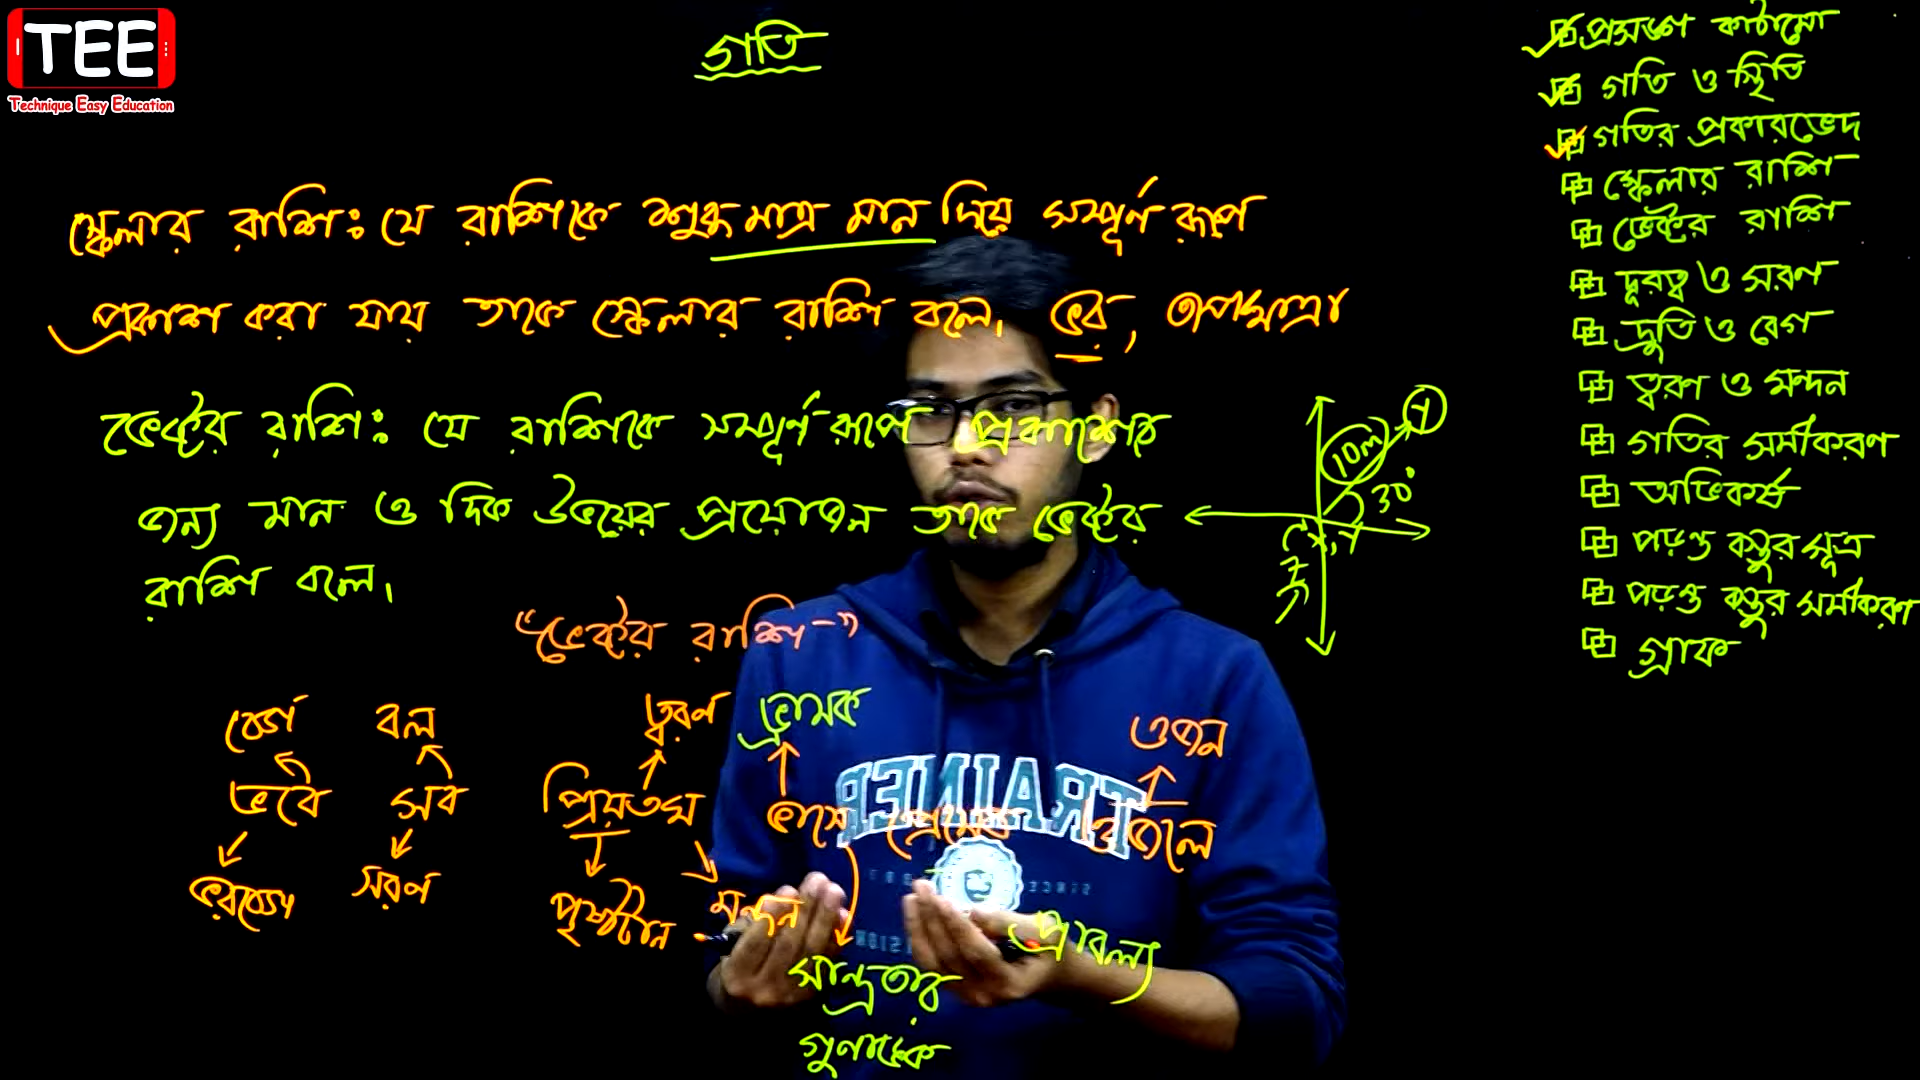 TEE
Technique Easy Education
গতি
স্কেলার রাশিঃ যে রাশিকে শুধুমাত্র মান দিয়ে সম্পূর্ণ রূপে
প্রকাশ করা যায় তাকে স্কেলার রাশি বলে। ভর, তাপমাত্রা
ভেক্টর রাশিঃ যে রাশিকে সম্পূর্ণ রূপে প্রকাশের
জন্য মান ও দিক উভয়ের প্রয়োজন তাকে ভেক্টর
রাশি বলে।
10m
30°
"ভেক্টর রাশি"
বেগ বল ত্বরণ ভ্রামক ওজন
ভবে সব প্রিয়তম ভাসে প্রেমের
ভরবেগ সরণ পৃষ্ঠটান মন্দন প্রাবল্য
সান্দ্রতার
গুণাঙ্ক
TRAINER
প্রসঙ্গ কাঠামো
গতি ও স্থিতি
গতির প্রকারভেদ
স্কেলার রাশি
ভেক্টর রাশি
দূরত্ব ও সরণ
দ্রুতি ও বেগ
ত্বরণ ও মন্দন
গতির সমীকরণ
অভিকর্ষ
পড়ন্ত বস্তুর সূত্র
পড়ন্ত বস্তুর সমীকরণ
গ্রাফ